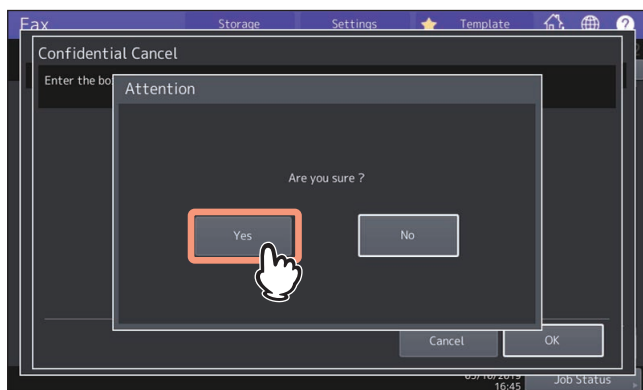 Fax
Storage Settings Template
Confidential Cancel
Enter the bo
Attention
Are you sure ?
Yes No
Cancel OK
16:45 Job Status